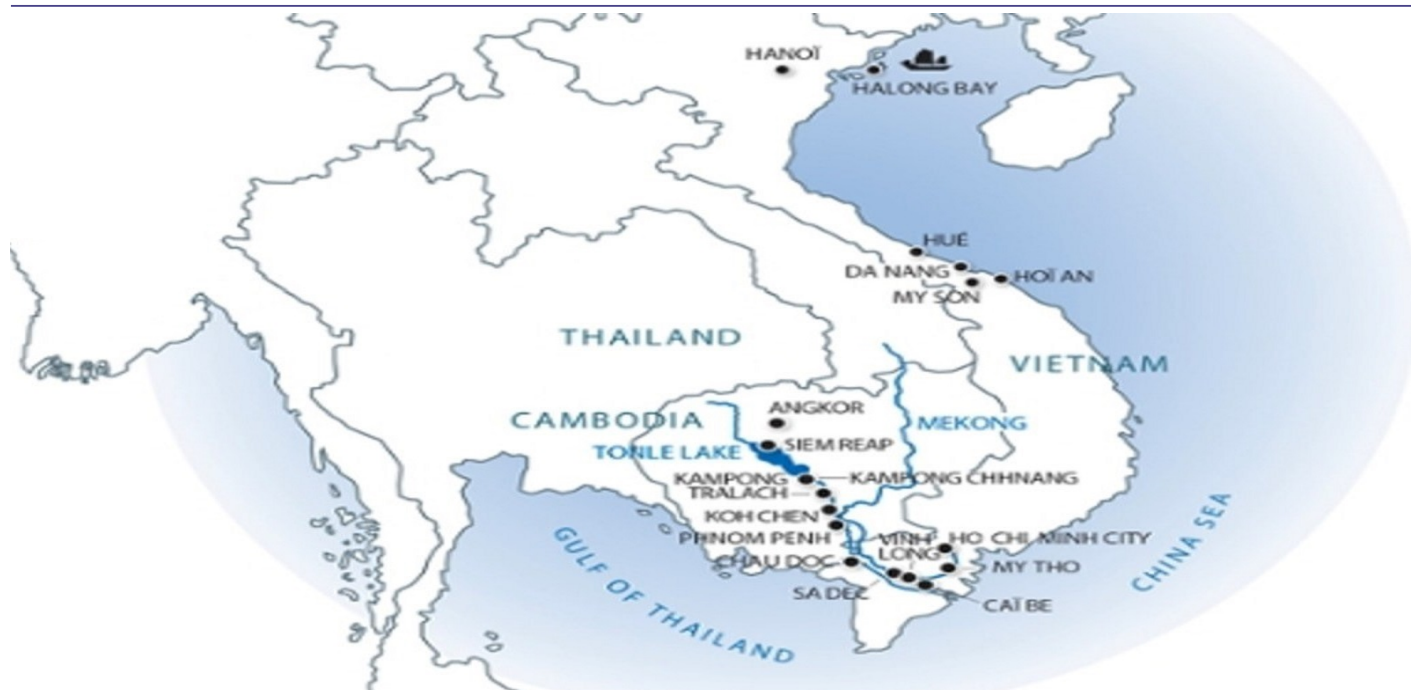 HANOÏ
HALONG BAY
HUÉ
DA NANG
HOÏ AN
MY SON
THAILAND
VIETNAM
ANGKOR
CAMBODIA
MEKONG
SIEM REAP
TONLE LAKE
KAMPONG
TRALACH
KAMPONG CHHNANG
KOH CHEN
PHNOM PENH
VINH
LONG
HO CHI MINH CITY
CHAU DOC
MY THO
SA DEC
CAÏ BE
GULF OF THAILAND
CHINA SEA